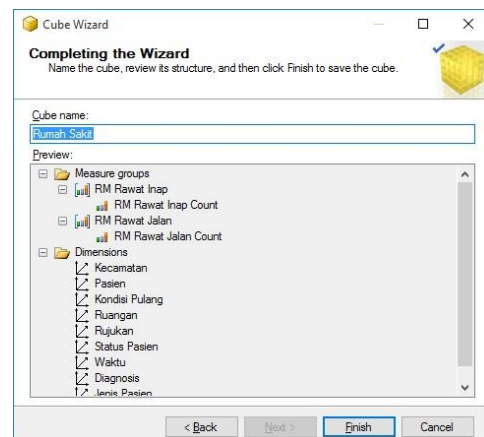 Cube Wizard
Completing the Wizard
Name the cube, review its structure, and then click Finish to save the cube.
Cube name:
Rumah Sakit
Preview:
Measure groups
RM Rawat Inap
RM Rawat Inap Count
RM Rawat Jalan
RM Rawat Jalan Count
Dimensions
Kecamatan
Pasien
Kondisi Pulang
Ruangan
Rujukan
Status Pasien
Waktu
Diagnosis
Jenis Pasien
< Back Next > Finish Cancel